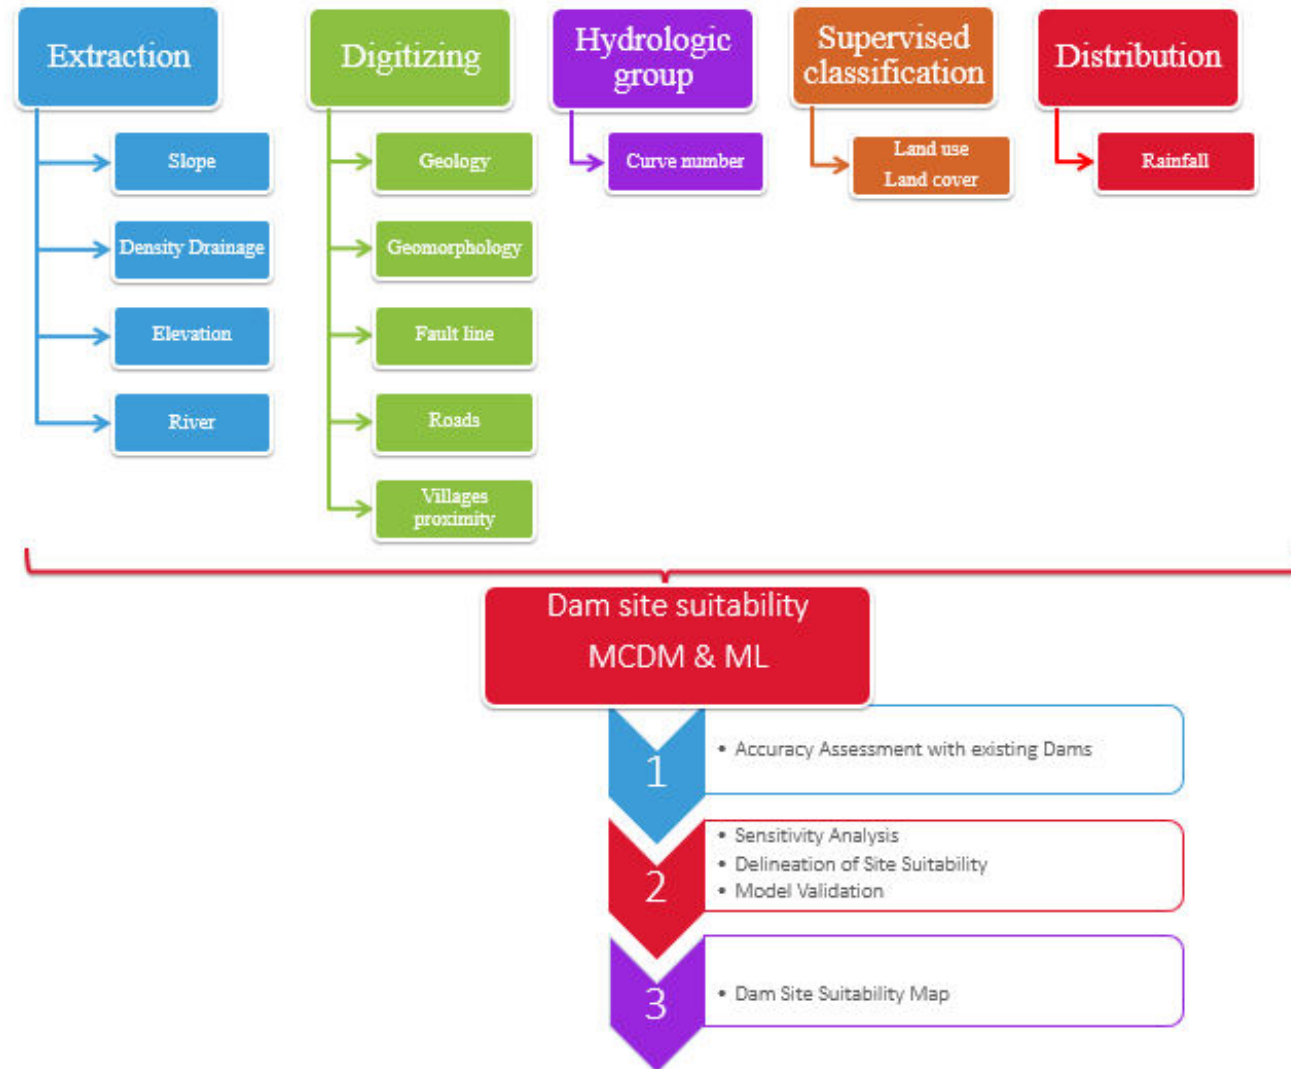 Extraction
Slope
Density Drainage
Elevation
River
Digitizing
Geology
Geomorphology
Fault line
Roads
Villages
proximity
Hydrologic
group
Curve number
Supervised
classification
Land use
Land cover
Distribution
Rainfall
Dam site suitability
MCDM & ML
1
• Accuracy Assessment with existing Dams
2
• Sensitivity Analysis
• Delineation of Site Suitability
• Model Validation
3
• Dam Site Suitability Map